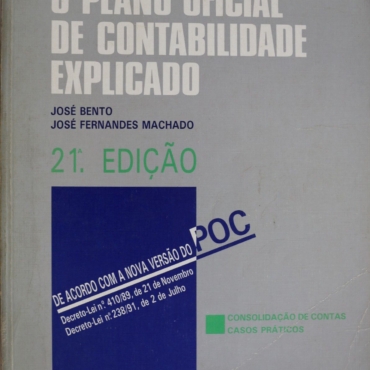 O PLANO OFICIAL
DE CONTABILIDADE
EXPLICADO
JOSÉ BENTO
JOSÉ FERNANDES MACHADO
21ª. EDIÇÃO
DE ACORDO COM A NOVA VERSÃO DO POC
Decreto-Lei n.º 410/89, de 21 de Novembro
Decreto-Lei n.º 238/91, de 2 de Julho
CONSOLIDAÇÃO DE CONTAS
CASOS PRÁTICOS